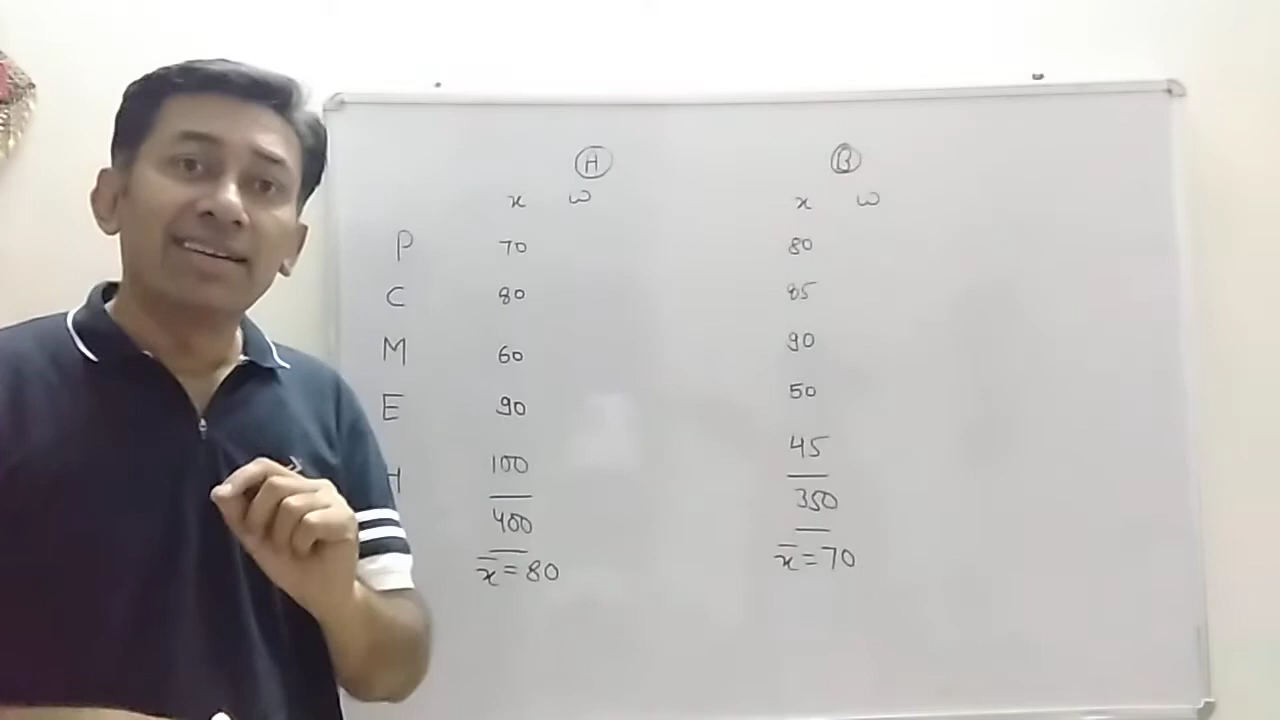 A B
x w x w
P 70 80
C 80 85
M 60 90
E 90 50
H 100 45
400 350
x̄ = 80 x̄ = 70